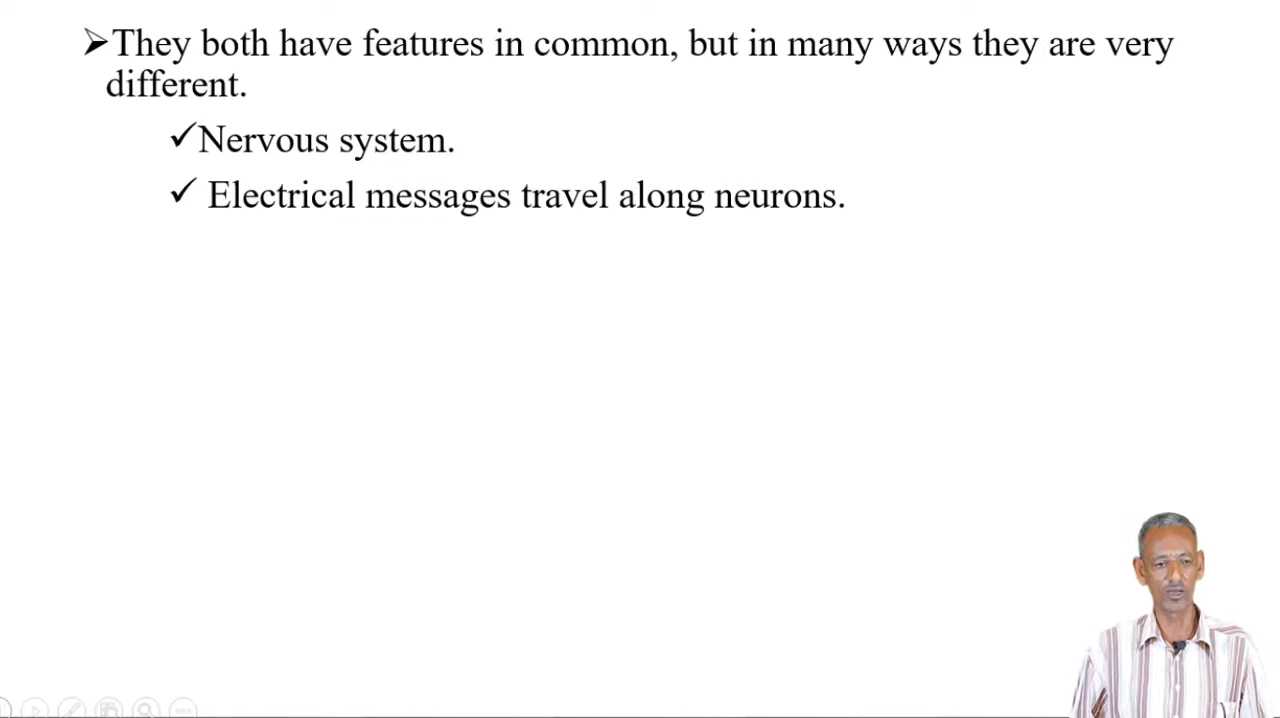 ➢They both have features in common, but in many ways they are very
different.
✓Nervous system.
✓ Electrical messages travel along neurons.